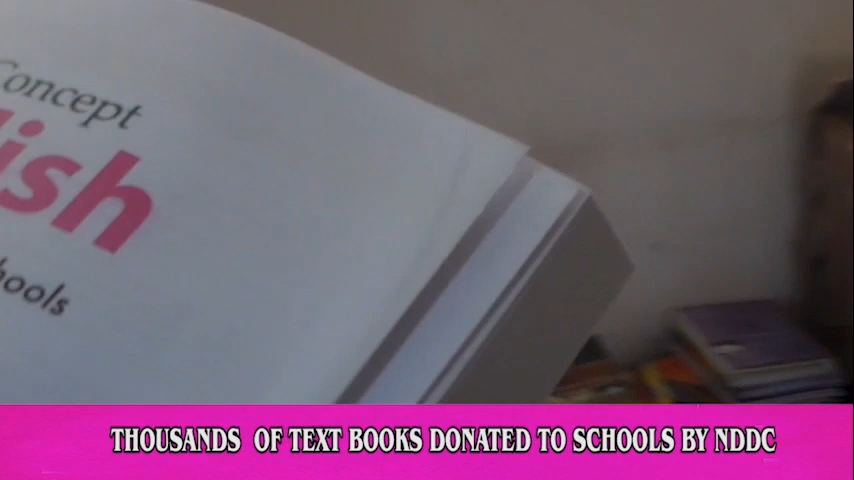 Concept
ish
hools
THOUSANDS OF TEXT BOOKS DONATED TO SCHOOLS BY NDDC